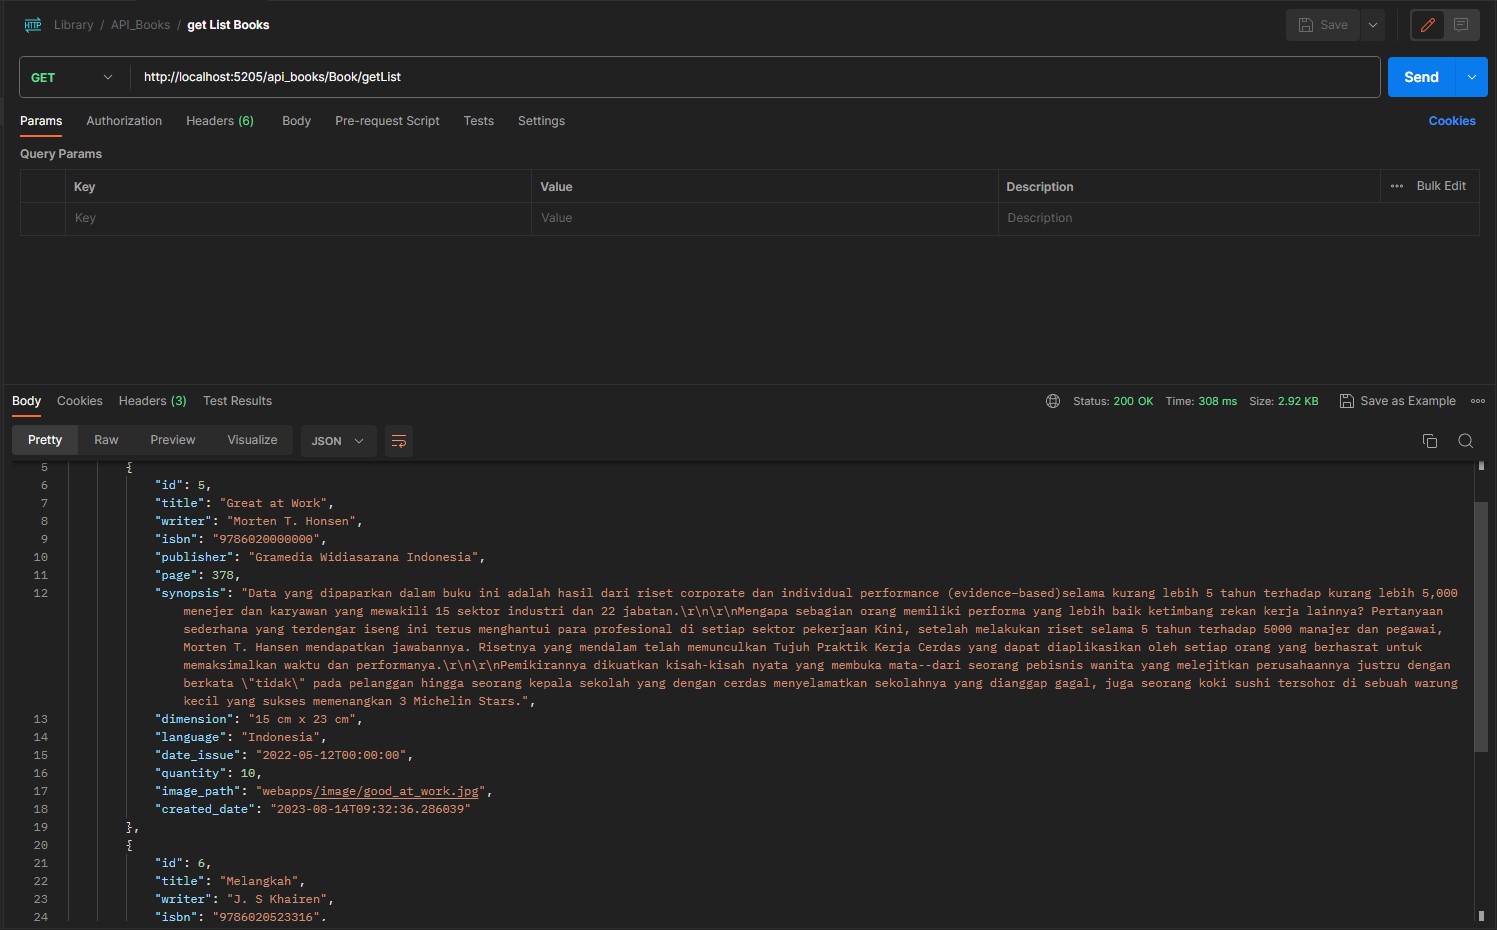 HTTP Library / API_Books / get List Books Save
GET http://localhost:5205/api_books/Book/getList Send
Params Authorization Headers (6) Body Pre-request Script Tests Settings Cookies
Query Params
Key Value Description ••• Bulk Edit
Key Value Description
Body Cookies Headers (3) Test Results Status: 200 OK Time: 308 ms Size: 2.92 KB Save as Example
Pretty Raw Preview Visualize JSON
5 {
6 "id": 5,
7 "title": "Great at Work",
8 "writer": "Morten T. Honsen",
9 "isbn": "9786020000000",
10 "publisher": "Gramedia Widiasarana Indonesia",
11 "page": 378,
12 "synopsis": "Data yang dipaparkan dalam buku ini adalah hasil dari riset corporate dan individual performance (evidence-based)selama kurang lebih 5 tahun terhadap kurang lebih 5,000
menejer dan karyawan yang mewakili 15 sektor industri dan 22 jabatan.\r\n\r\nMengapa sebagian orang memiliki performa yang lebih baik ketimbang rekan kerja lainnya? Pertanyaan
sederhana yang terdengar iseng ini terus menghantui para profesional di setiap sektor pekerjaan Kini, setelah melakukan riset selama 5 tahun terhadap 5000 manajer dan pegawai,
Morten T. Hansen mendapatkan jawabannya. Risetnya yang mendalam telah memunculkan Tujuh Praktik Kerja Cerdas yang dapat diaplikasikan oleh setiap orang yang berhasrat untuk
memaksimalkan waktu dan performanya.\r\n\r\nPemikirannya dikuatkan kisah-kisah nyata yang membuka mata--dari seorang pebisnis wanita yang melejitkan perusahaannya justru dengan
berkata \"tidak\" pada pelanggan hingga seorang kepala sekolah yang dengan cerdas menyelamatkan sekolahnya yang dianggap gagal, juga seorang koki sushi tersohor di sebuah warung
kecil yang sukses memenangkan 3 Michelin Stars.",
13 "dimension": "15 cm x 23 cm",
14 "language": "Indonesia",
15 "date_issue": "2022-05-12T00:00:00",
16 "quantity": 10,
17 "image_path": "webapps/image/good_at_work.jpg",
18 "created_date": "2023-08-14T09:32:36.286039"
19 },
20 {
21 "id": 6,
22 "title": "Melangkah",
23 "writer": "J. S Khairen",
24 "isbn": "9786020523316",